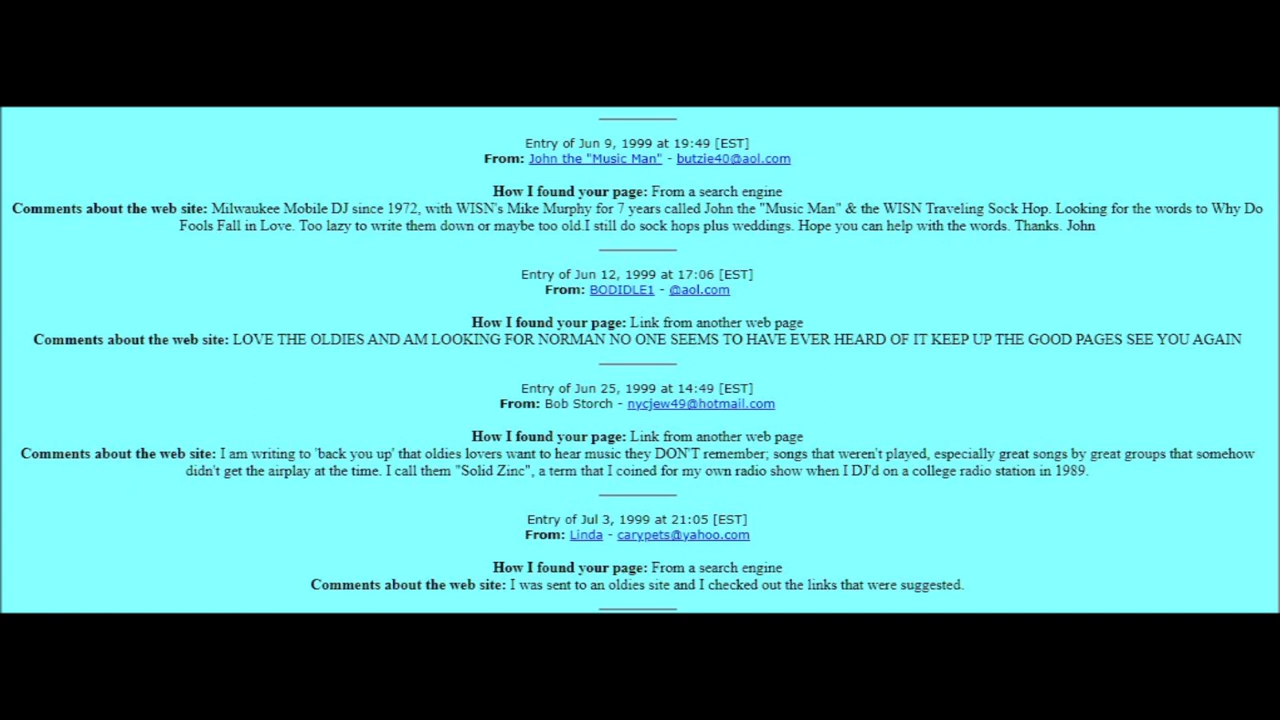 Entry of Jun 9, 1999 at 19:49 [EST]
From: John the "Music Man" - butzie40@aol.com
How I found your page: From a search engine
Comments about the web site: Milwaukee Mobile DJ since 1972, with WISN's Mike Murphy for 7 years called John the "Music Man" & the WISN Traveling Sock Hop. Looking for the words to Why Do
Fools Fall in Love. Too lazy to write them down or maybe too old.I still do sock hops plus weddings. Hope you can help with the words. Thanks. John
Entry of Jun 12, 1999 at 17:06 [EST]
From: BODIDLE1 - @aol.com
How I found your page: Link from another web page
Comments about the web site: LOVE THE OLDIES AND AM LOOKING FOR NORMAN NO ONE SEEMS TO HAVE EVER HEARD OF IT KEEP UP THE GOOD PAGES SEE YOU AGAIN
Entry of Jun 25, 1999 at 14:49 [EST]
From: Bob Storch - nycjew49@hotmail.com
How I found your page: Link from another web page
Comments about the web site: I am writing to 'back you up' that oldies lovers want to hear music they DON'T remember; songs that weren't played, especially great songs by great groups that somehow
didn't get the airplay at the time. I call them "Solid Zinc", a term that I coined for my own radio show when I DJ'd on a college radio station in 1989.
Entry of Jul 3, 1999 at 21:05 [EST]
From: Linda - carypets@yahoo.com
How I found your page: From a search engine
Comments about the web site: I was sent to an oldies site and I checked out the links that were suggested.